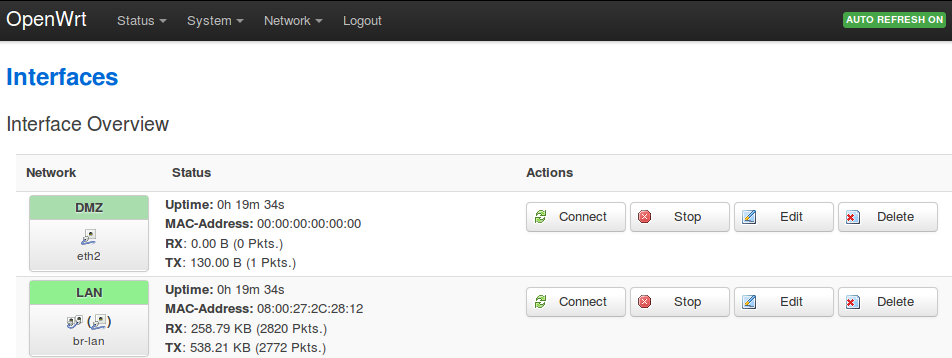 OpenWrt Status System Network Logout AUTO REFRESH ON
Interfaces
Interface Overview
Network Status Actions
DMZ
eth2
Uptime: 0h 19m 34s
MAC-Address: 00:00:00:00:00:00
RX: 0.00 B (0 Pkts.)
TX: 130.00 B (1 Pkts.)
Connect Stop Edit Delete
LAN
( )
br-lan
Uptime: 0h 19m 34s
MAC-Address: 08:00:27:2C:28:12
RX: 258.79 KB (2820 Pkts.)
TX: 538.21 KB (2772 Pkts.)
Connect Stop Edit Delete